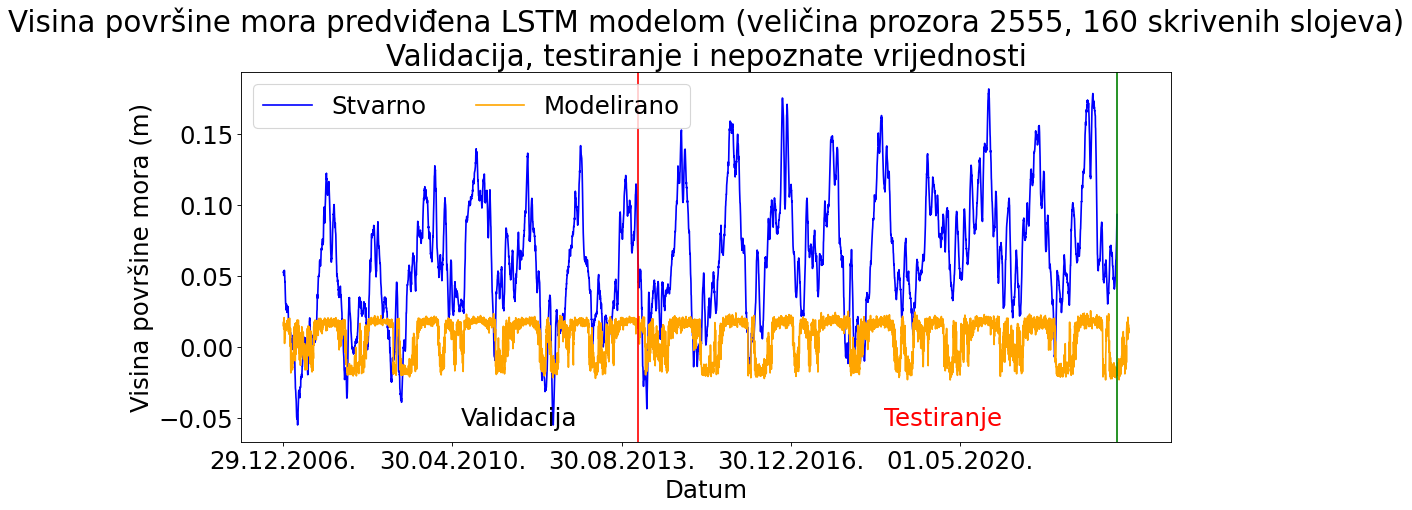 Visina površine mora predviđena LSTM modelom (veličina prozora 2555, 160 skrivenih slojeva)
Validacija, testiranje i nepoznate vrijednosti
Stvarno
Modelirano
Visina površine mora (m)
0.15
0.10
0.05
0.00
−0.05
Validacija
Testiranje
29.12.2006.
30.04.2010.
30.08.2013.
30.12.2016.
01.05.2020.
Datum